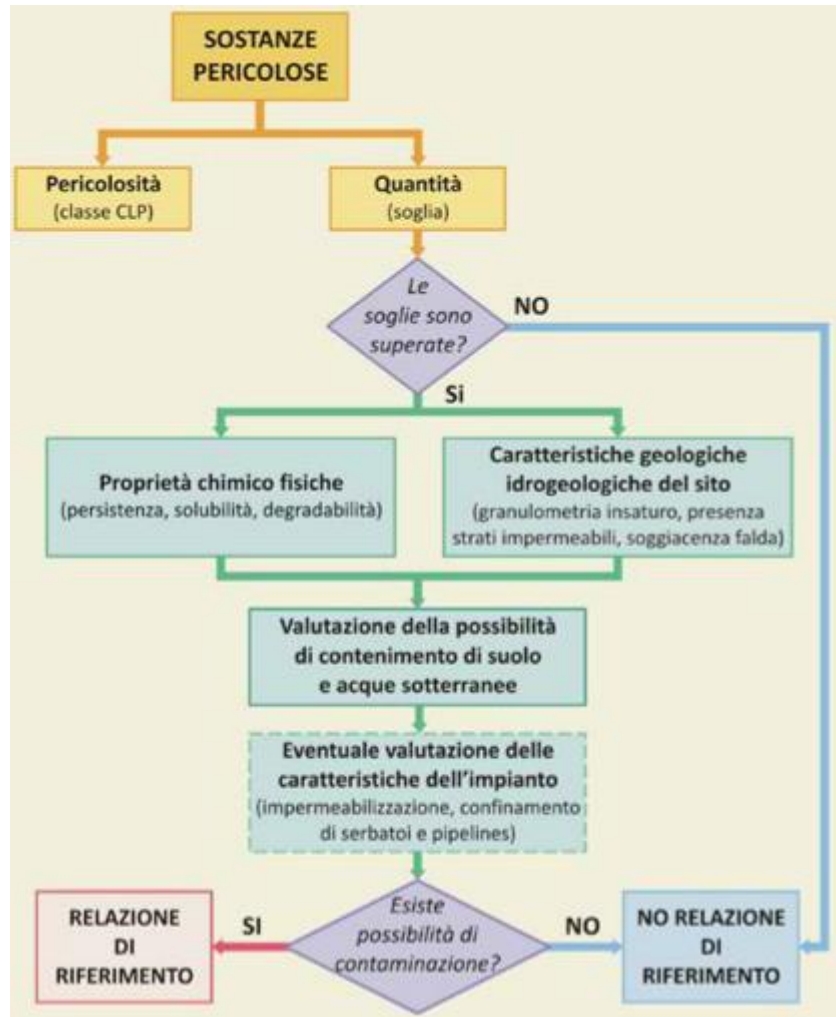 SOSTANZE
PERICOLOSE
Pericolosità
(classe CLP)
Quantità
(soglia)
Le
soglie sono
superate?
NO
Si
Proprietà chimico fisiche
(persistenza, solubilità, degradabilità)
Caratteristiche geologiche
idrogeologiche del sito
(granulometria insaturo, presenza
strati impermeabili, soggiacenza falda)
Valutazione della possibilità
di contenimento di suolo
e acque sotterranee
Eventuale valutazione delle
caratteristiche dell'impianto
(impermeabilizzazione, confinamento
di serbatoi e pipelines)
RELAZIONE
DI
RIFERIMENTO
SI
Esiste
possibilità di
contaminazione?
NO
NO RELAZIONE
DI
RIFERIMENTO